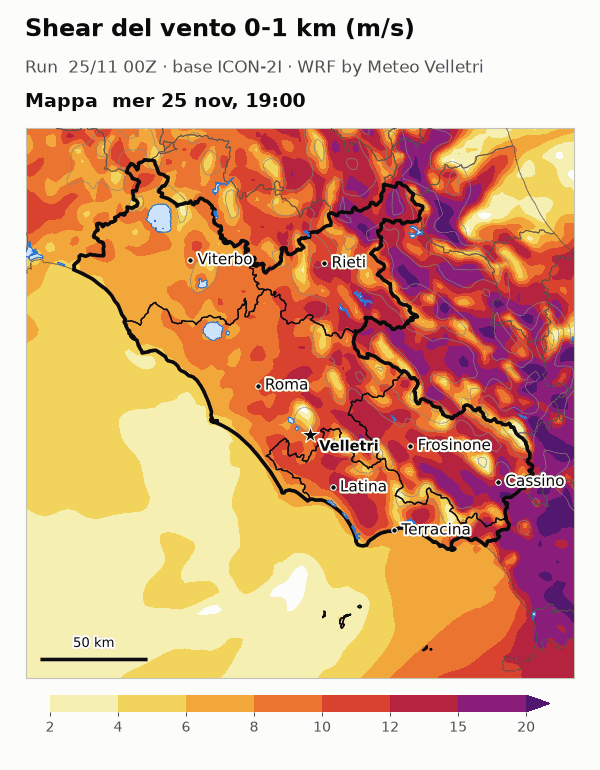 Shear del vento 0-1 km (m/s)
Run  25/11 00Z · base ICON-2I · WRF by Meteo Velletri
Mappa  mer 25 nov, 19:00
Viterbo
Rieti
Roma
Velletri
Frosinone
Latina
Cassino
Terracina
50 km
2 4 6 8 10 12 15 20